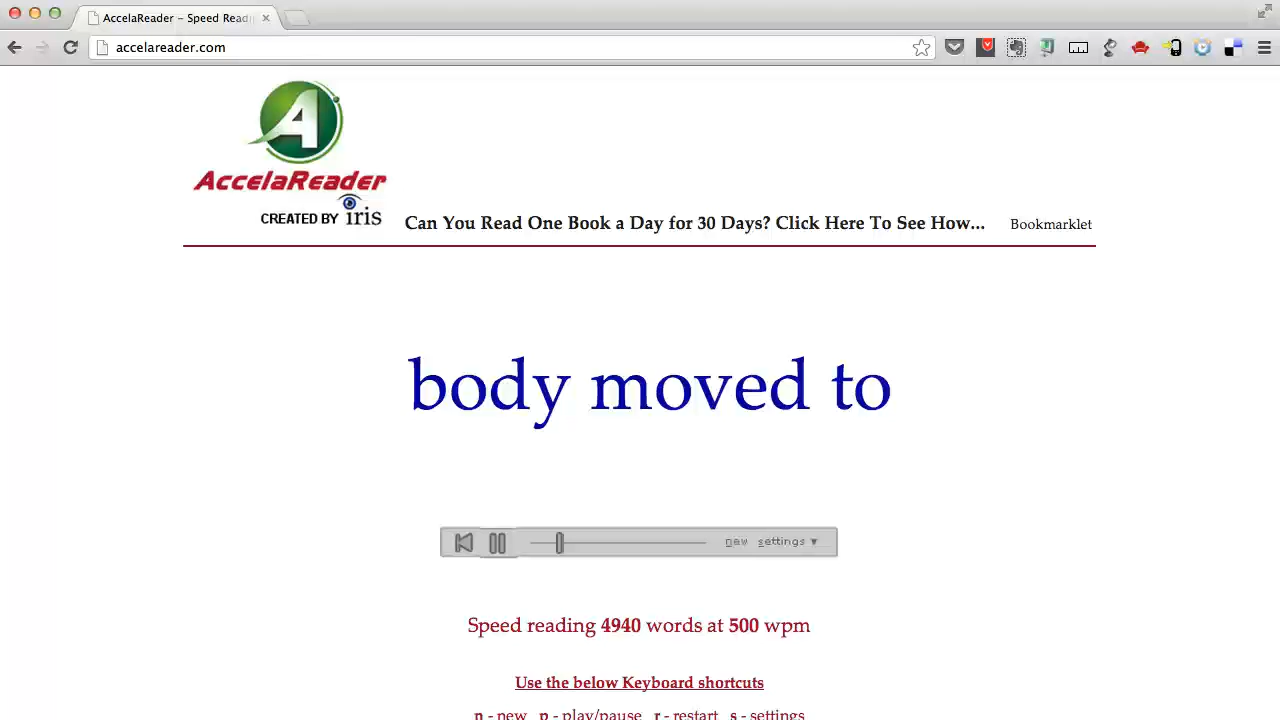 AccelaReader – Speed Readi
accelareader.com
A
AccelaReader
CREATED BY iris
Can You Read One Book a Day for 30 Days? Click Here To See How...
Bookmarklet
body moved to
new settings ▼
Speed reading 4940 words at 500 wpm
Use the below Keyboard shortcuts
n - new p - play/pause r - restart s - settings